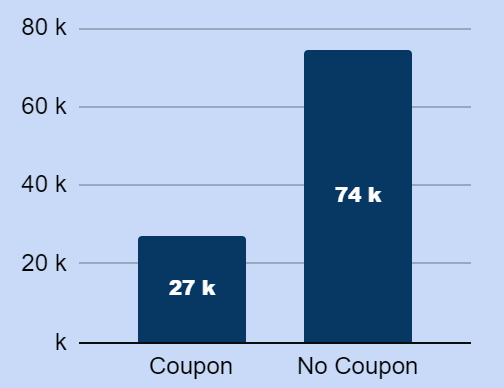 80 k
60 k
40 k
20 k
k
74 k
27 k
Coupon
No Coupon